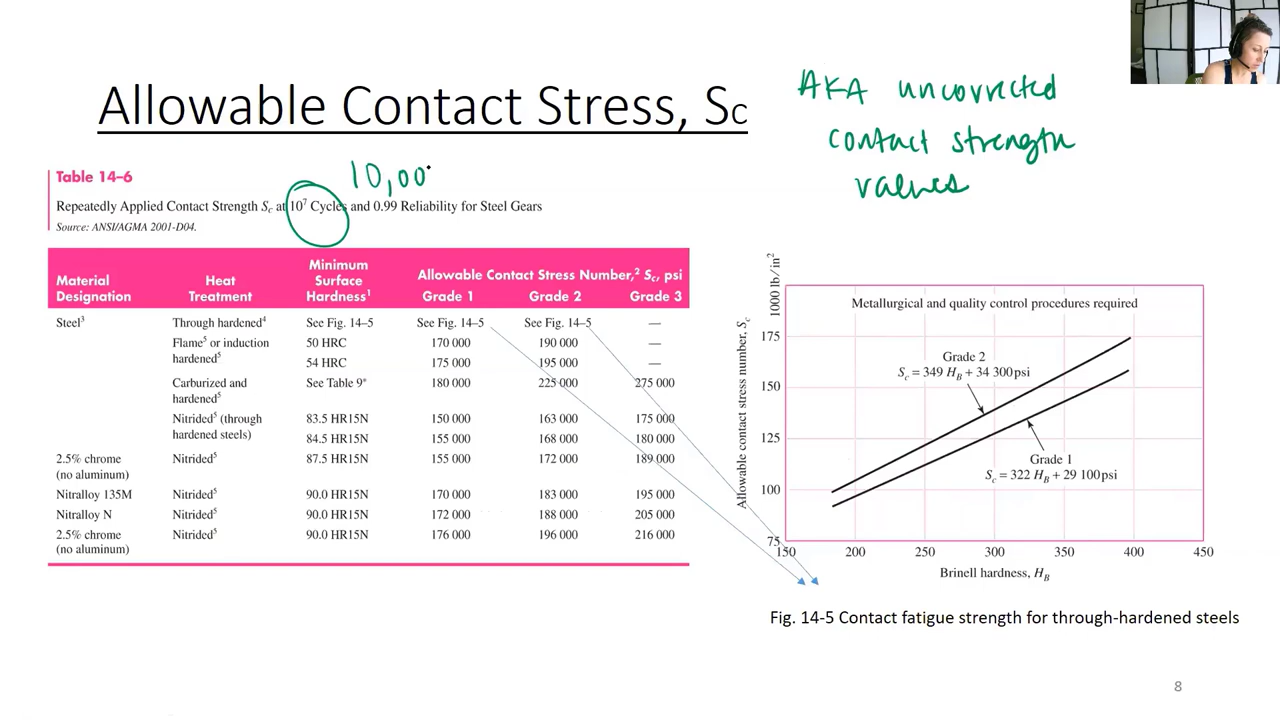 Allowable Contact Stress, Sc
AKA uncorrected
contact strength
values
10,00
Table 14–6
Repeatedly Applied Contact Strength Sc at 10⁷ Cycles and 0.99 Reliability for Steel Gears
Source: ANSI/AGMA 2001-D04.
Material Designation Heat Treatment Minimum Surface Hardness¹ Allowable Contact Stress Number,² Sc, psi
Grade 1 Grade 2 Grade 3
Steel³ Through hardened⁴ See Fig. 14–5 See Fig. 14–5 See Fig. 14–5 —
Flame⁵ or induction hardened⁵ 50 HRC 170 000 190 000 —
54 HRC 175 000 195 000 —
Carburized and hardened⁵ See Table 9* 180 000 225 000 275 000
Nitrided⁵ (through hardened steels) 83.5 HR15N 150 000 163 000 175 000
84.5 HR15N 155 000 168 000 180 000
2.5% chrome (no aluminum) Nitrided⁵ 87.5 HR15N 155 000 172 000 189 000
Nitralloy 135M Nitrided⁵ 90.0 HR15N 170 000 183 000 195 000
Nitralloy N Nitrided⁵ 90.0 HR15N 172 000 188 000 205 000
2.5% chrome (no aluminum) Nitrided⁵ 90.0 HR15N 176 000 196 000 216 000
Allowable contact stress number, Sc 1000 lb/in²
Metallurgical and quality control procedures required
175
150
125
100
75
Grade 2
Sc = 349 HB + 34 300 psi
Grade 1
Sc = 322 HB + 29 100 psi
150 200 250 300 350 400 450
Brinell hardness, HB
Fig. 14-5 Contact fatigue strength for through-hardened steels
8